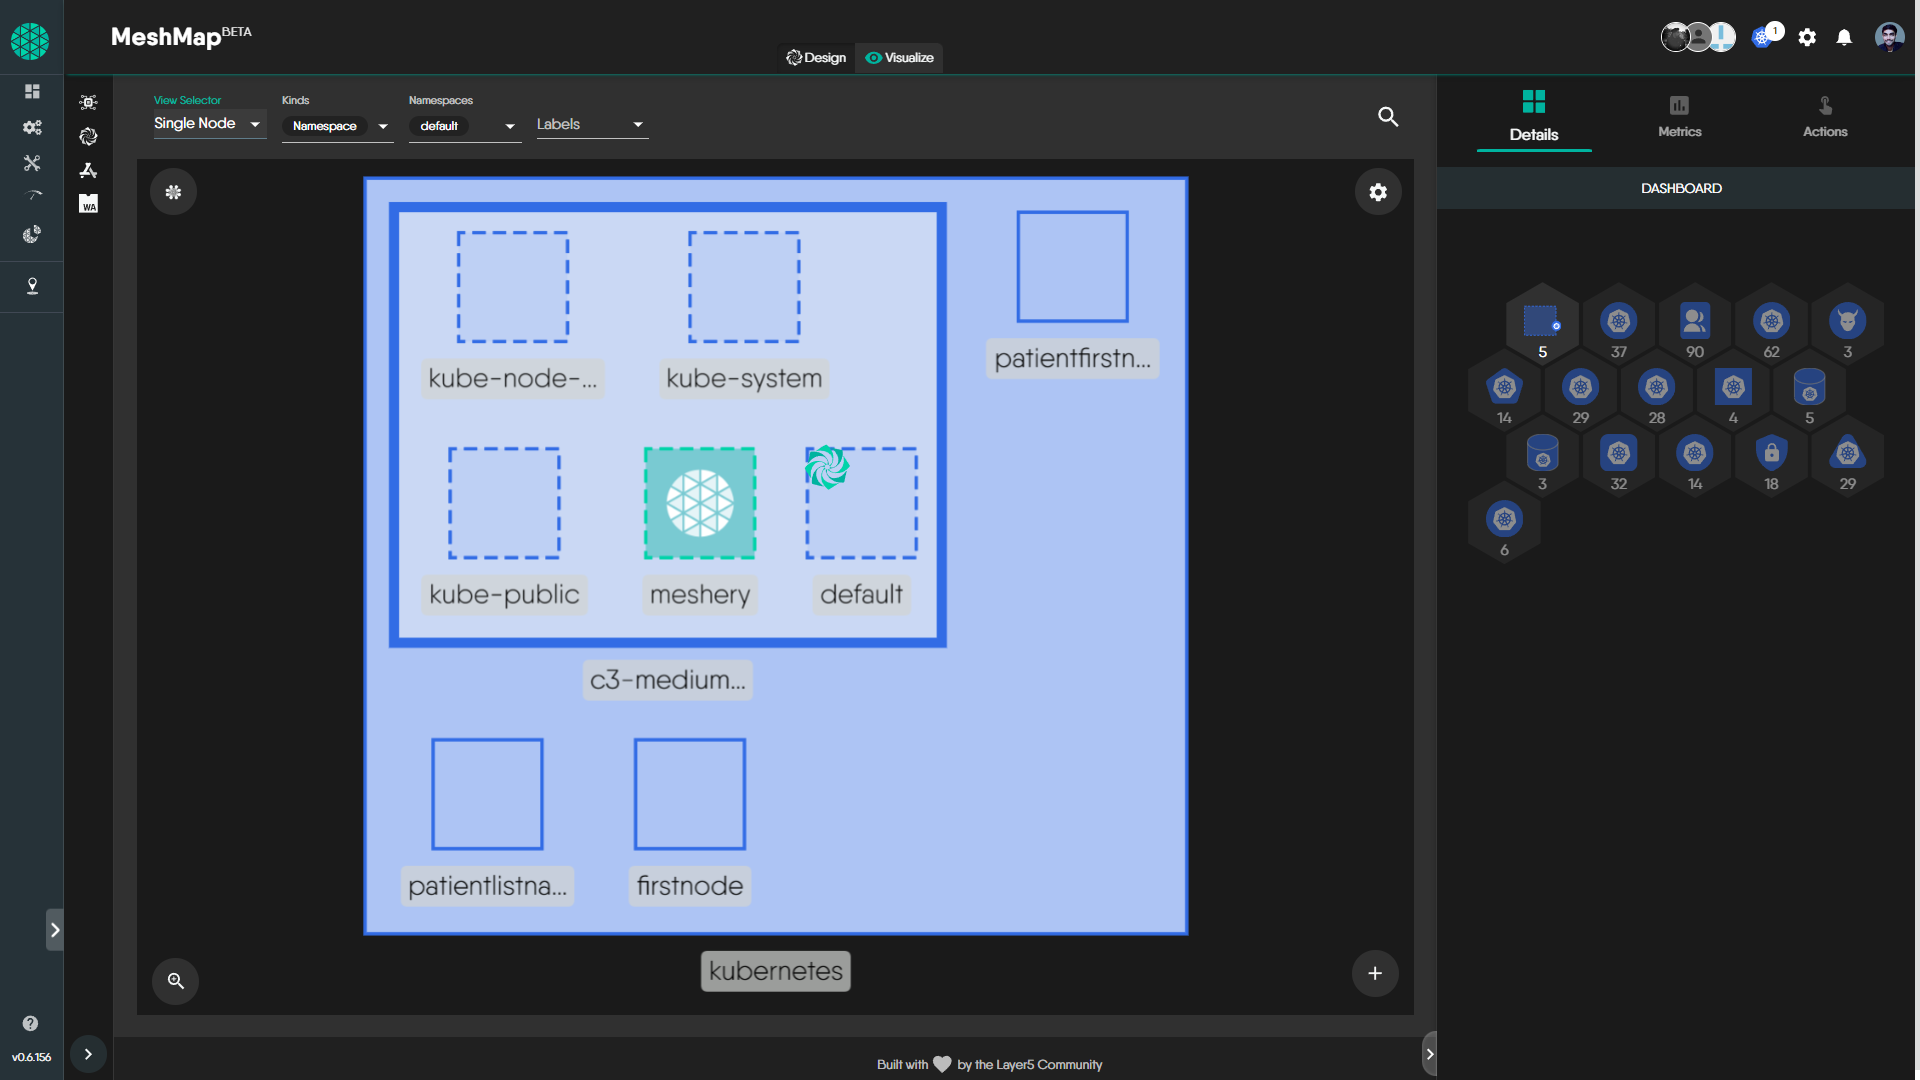 MeshMap BETA
Design
Visualize
1
View Selector
Single Node
Kinds
Namespace
Namespaces
default
Labels
Details
Metrics
Actions
DASHBOARD
WA
kube-node-...
kube-system
patientfirstn...
kube-public
meshery
default
c3-medium...
patientlistna...
firstnode
kubernetes
5
37
90
62
3
14
29
28
4
5
3
32
14
18
29
6
v0.6.156
Built with by the Layer5 Community